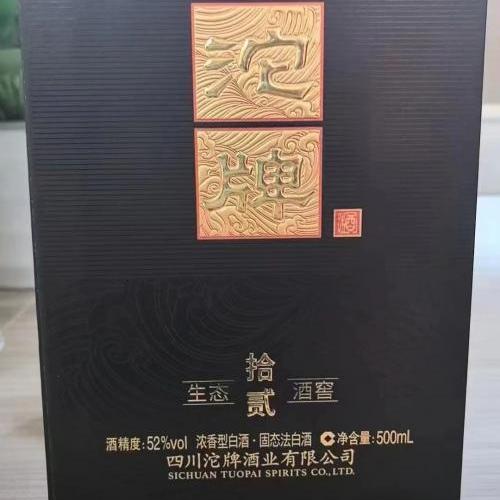 沱
牌
酒
拾
生态 酒窖
贰
酒精度:52%vol 浓香型白酒·固态法白酒 净含量:500mL
四川沱牌酒业有限公司
SICHUAN TUOPAI SPIRITS CO.,LTD.